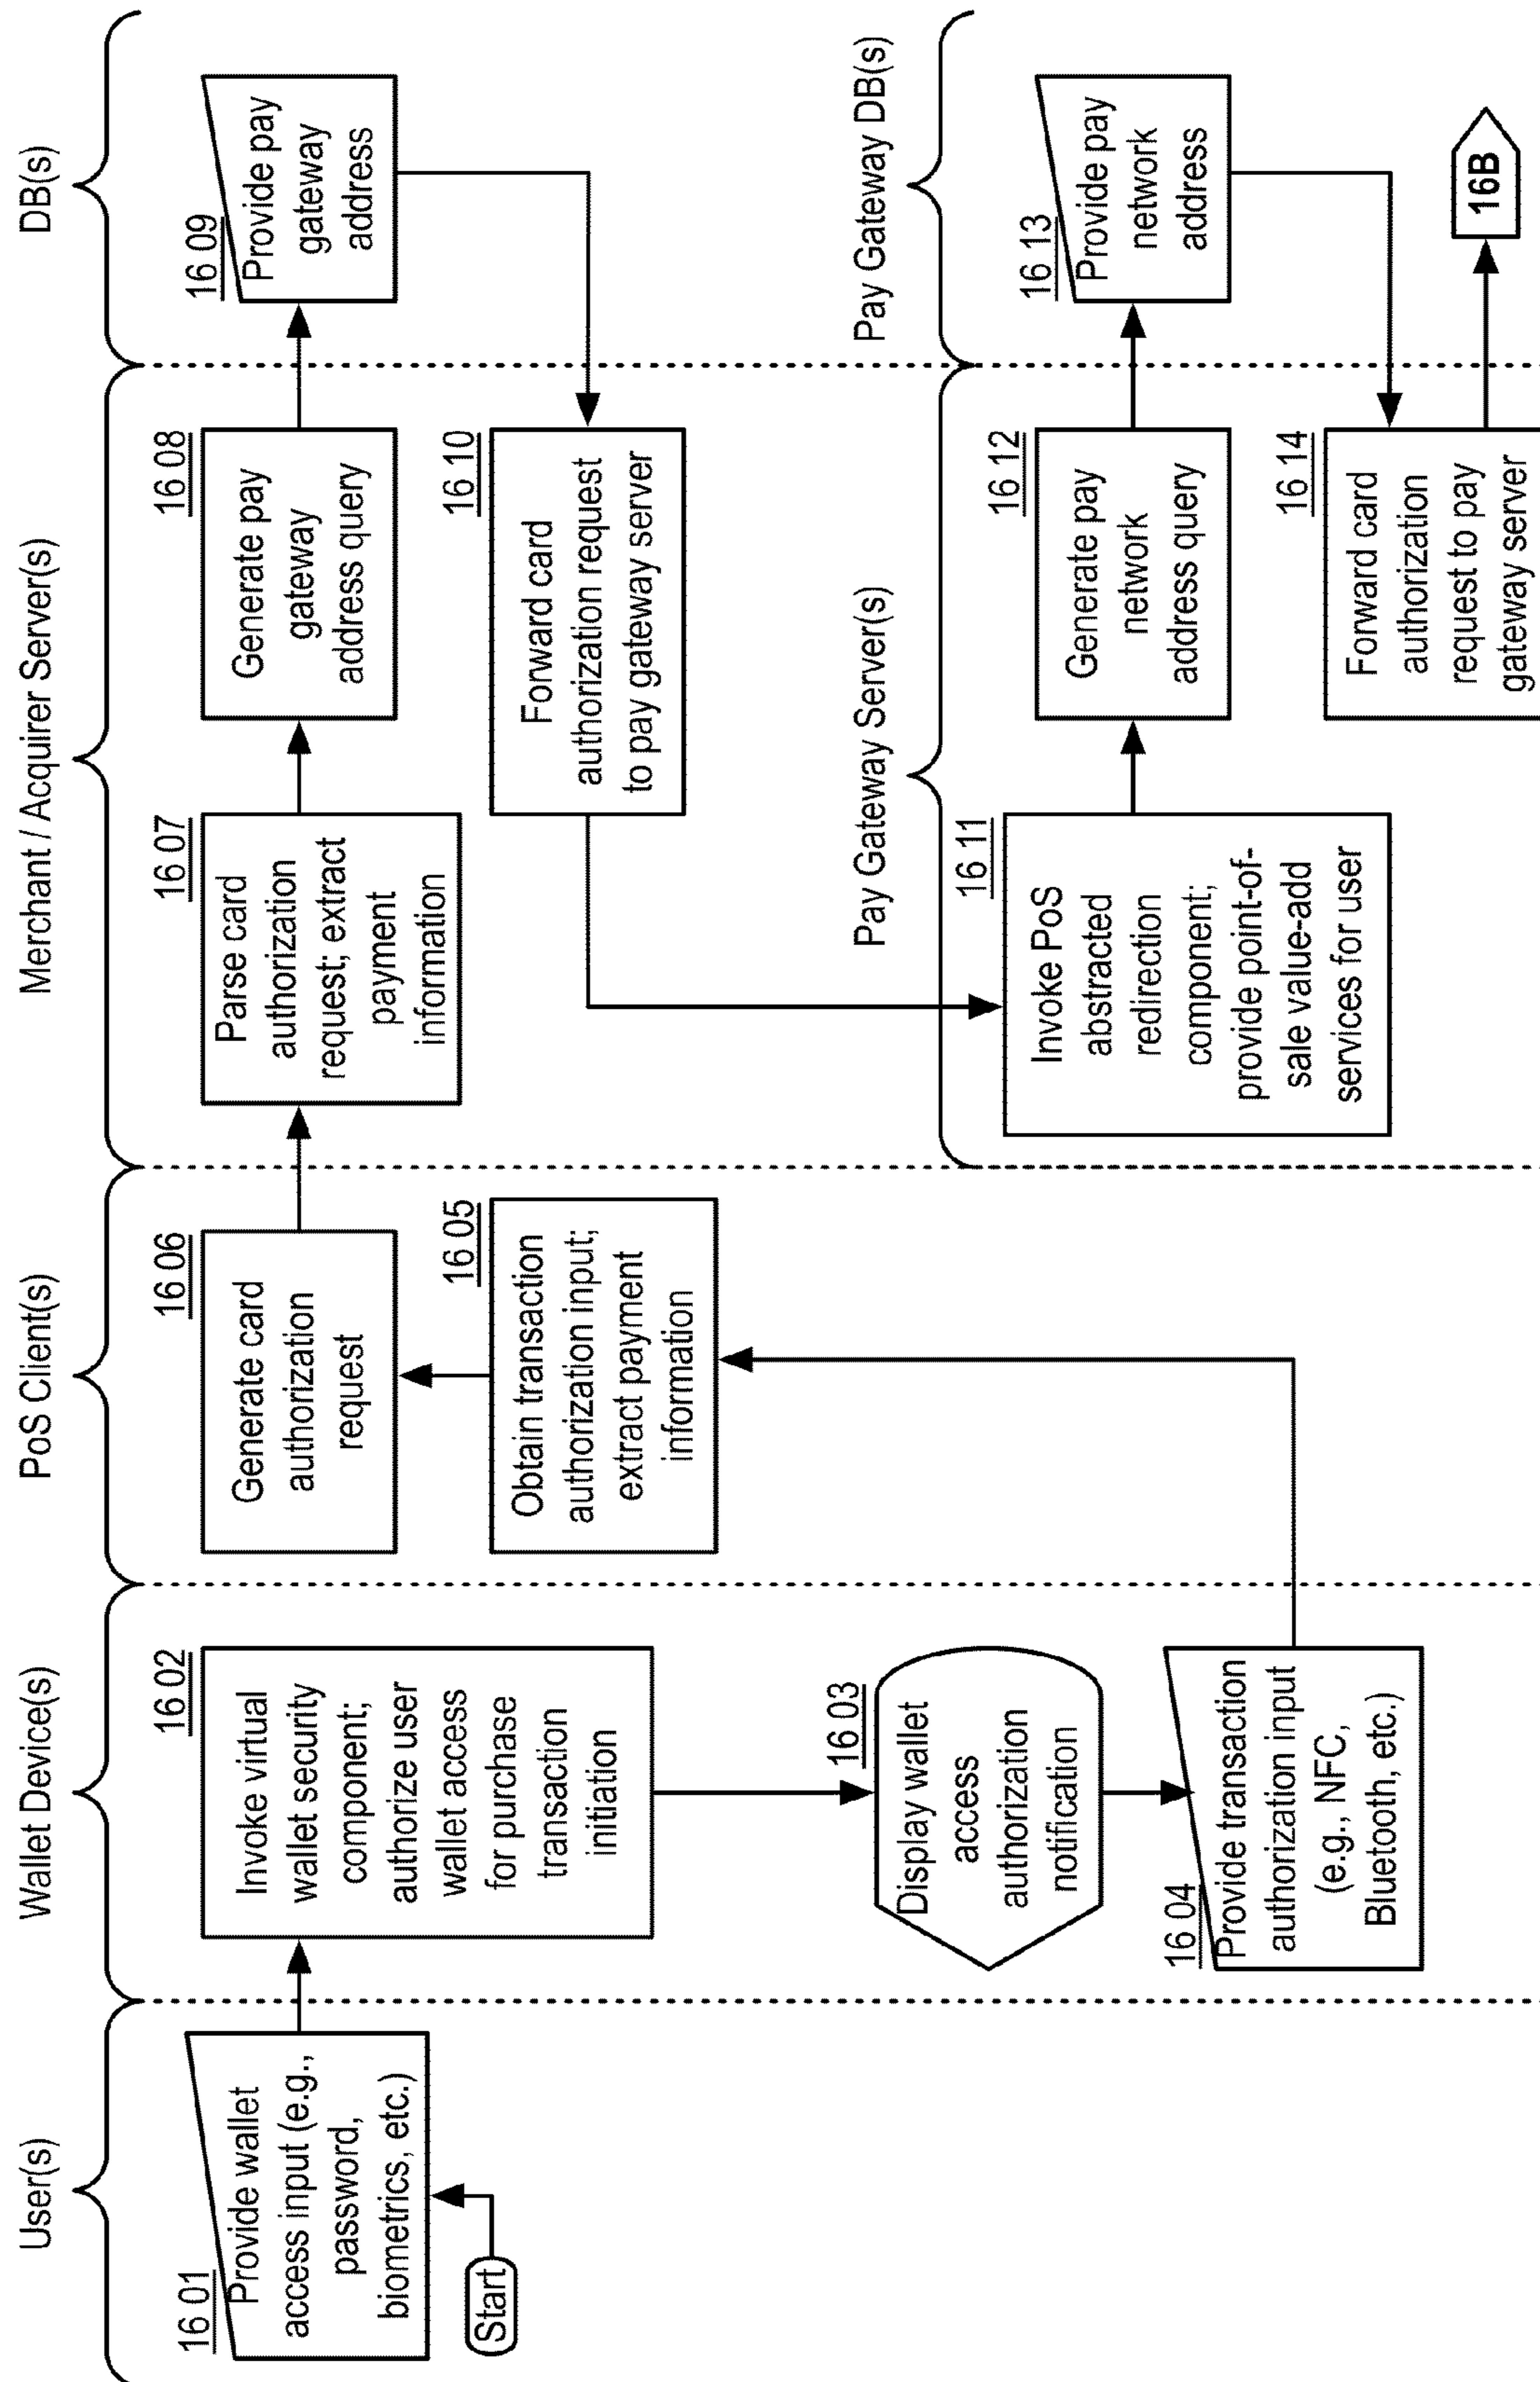 User(s)
Wallet Device(s)
PoS Client(s)
Merchant / Acquirer Server(s)
DB(s)
16 01
Provide wallet
access input (e.g.,
password,
biometrics, etc.)
Start
16 02
Invoke virtual
wallet security
component;
authorize user
wallet access
for purchase
transaction
initiation
16 03
Display wallet
access
authorization
notification
16 04
Provide transaction
authorization input
(e.g., NFC,
Bluetooth, etc.)
16 05
Obtain transaction
authorization input;
extract payment
information
16 06
Generate card
authorization
request
16 07
Parse card
authorization
request; extract
payment
information
16 08
Generate pay
gateway
address query
16 09
Provide pay
gateway
address
16 10
Forward card
authorization request
to pay gateway server
Pay Gateway Server(s)
Pay Gateway DB(s)
16 11
Invoke PoS
abstracted
redirection
component;
provide point-of-
sale value-add
services for user
16 12
Generate pay
network
address query
16 13
Provide pay
network
address
16 14
Forward card
authorization
request to pay
gateway server
16B